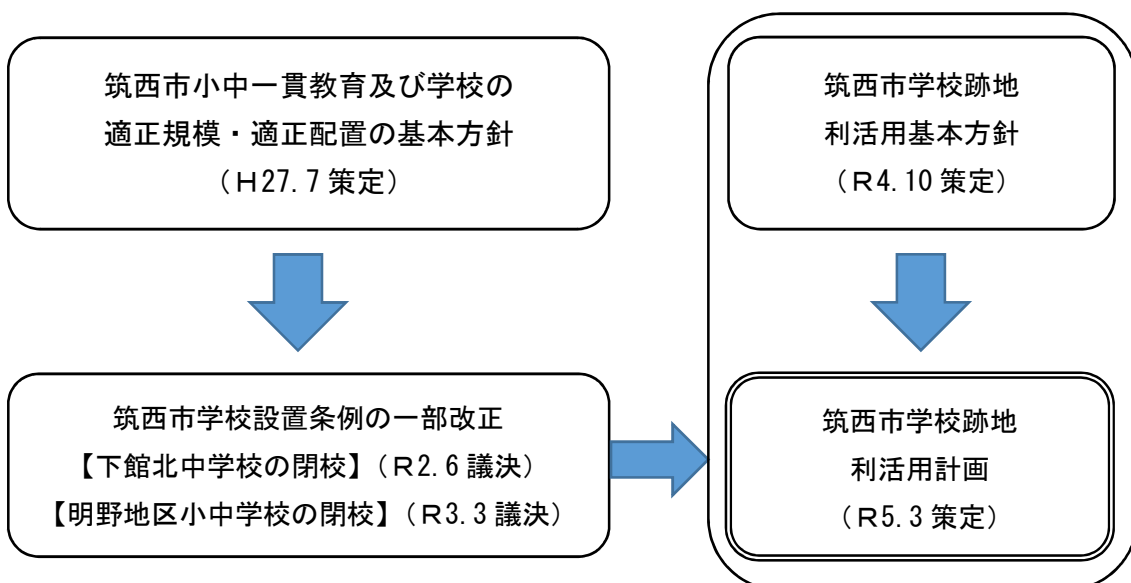 筑西市小中一貫教育及び学校の
適正規模・適正配置の基本方針
（H27.7 策定）
筑西市学校設置条例の一部改正
【下館北中学校の閉校】（R2.6 議決）
【明野地区小中学校の閉校】（R3.3 議決）
筑西市学校跡地
利活用基本方針
（R4.10 策定）
筑西市学校跡地
利活用計画
（R5.3 策定）